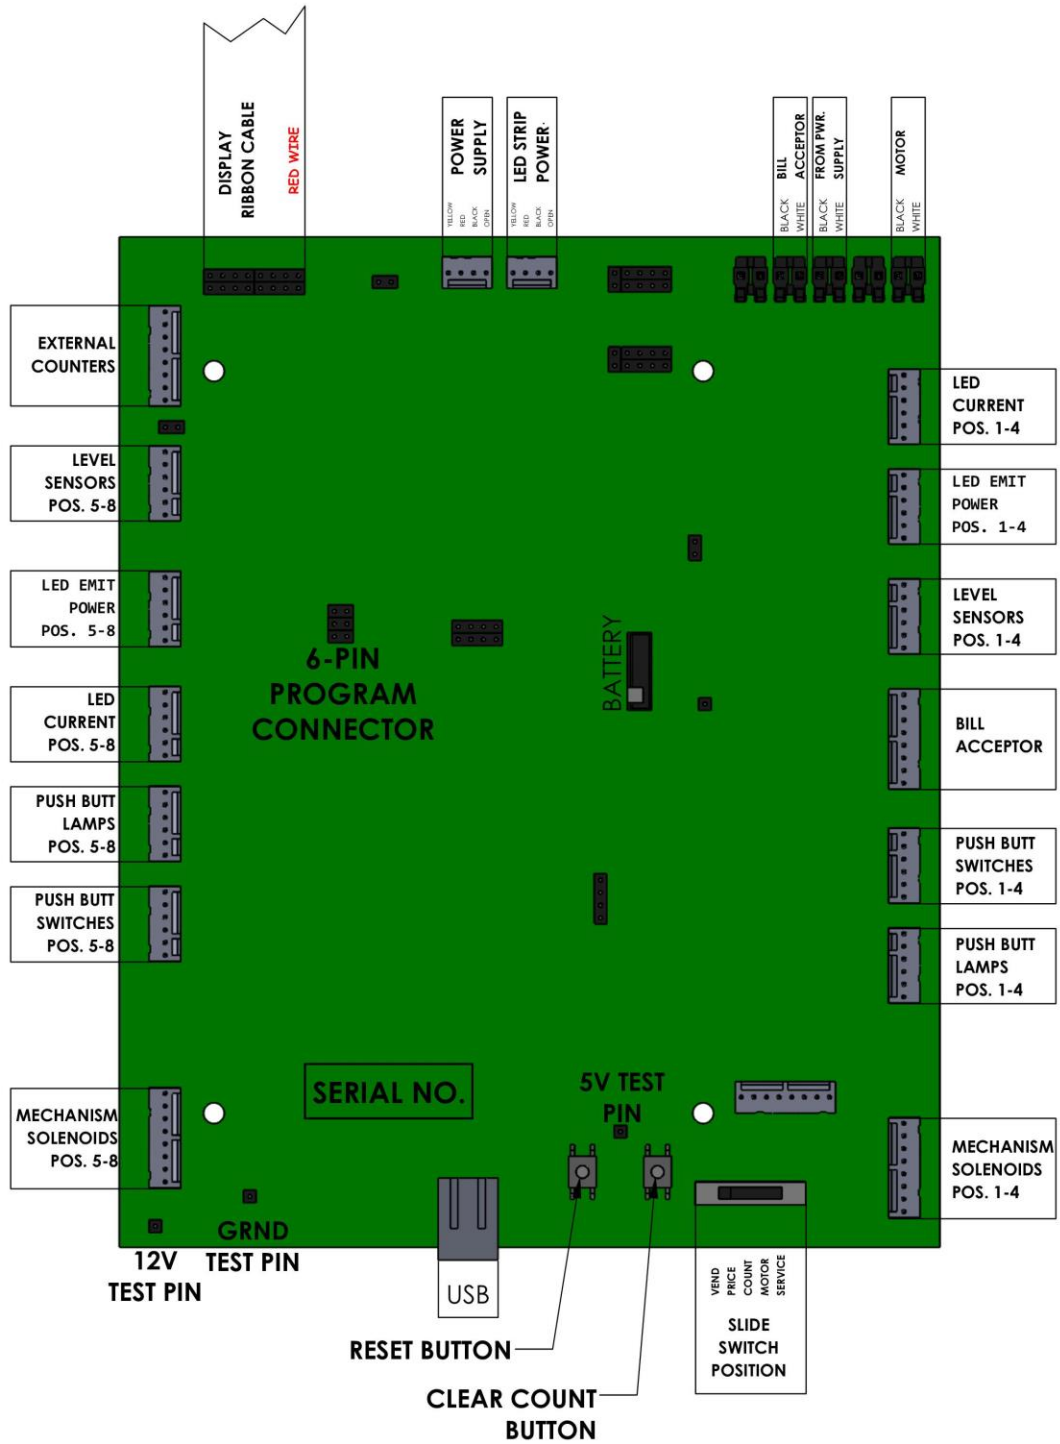 DISPLAY
RIBBON CABLE
RED WIRE
POWER
SUPPLY
YELLOW
RED
BLACK
OPEN
LED STRIP
POWER.
YELLOW
RED
BLACK
OPEN
BILL
ACCEPTOR
BLACK
WHITE
FROM PWR.
SUPPLY
BLACK
WHITE
MOTOR
BLACK
WHITE
EXTERNAL
COUNTERS
LEVEL
SENSORS
POS. 5-8
LED EMIT
POWER
POS. 5-8
LED
CURRENT
POS. 5-8
PUSH BUTT
LAMPS
POS. 5-8
PUSH BUTT
SWITCHES
POS. 5-8
MECHANISM
SOLENOIDS
POS. 5-8
6-PIN
PROGRAM
CONNECTOR
BATTERY
LED
CURRENT
POS. 1-4
LED EMIT
POWER
POS. 1-4
LEVEL
SENSORS
POS. 1-4
BILL
ACCEPTOR
PUSH BUTT
SWITCHES
POS. 1-4
PUSH BUTT
LAMPS
POS. 1-4
MECHANISM
SOLENOIDS
POS. 1-4
SERIAL NO.
5V TEST
PIN
12V
TEST PIN
GRND
TEST PIN
USB
RESET BUTTON
CLEAR COUNT
BUTTON
VEND
PRICE
COUNT
MOTOR
SERVICE
SLIDE
SWITCH
POSITION